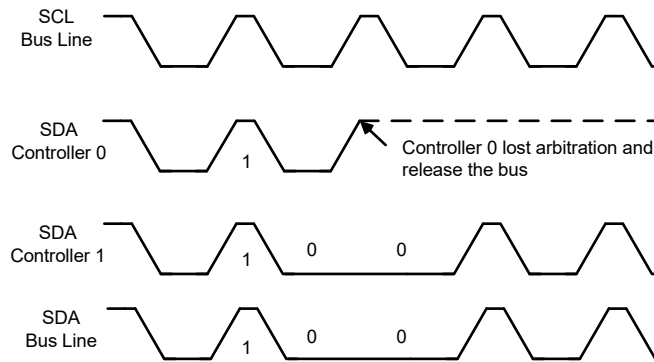 SCL
Bus Line
SDA
Controller 0
1
Controller 0 lost arbitration and
release the bus
SDA
Controller 1
1
0
0
SDA
Bus Line
1
0
0